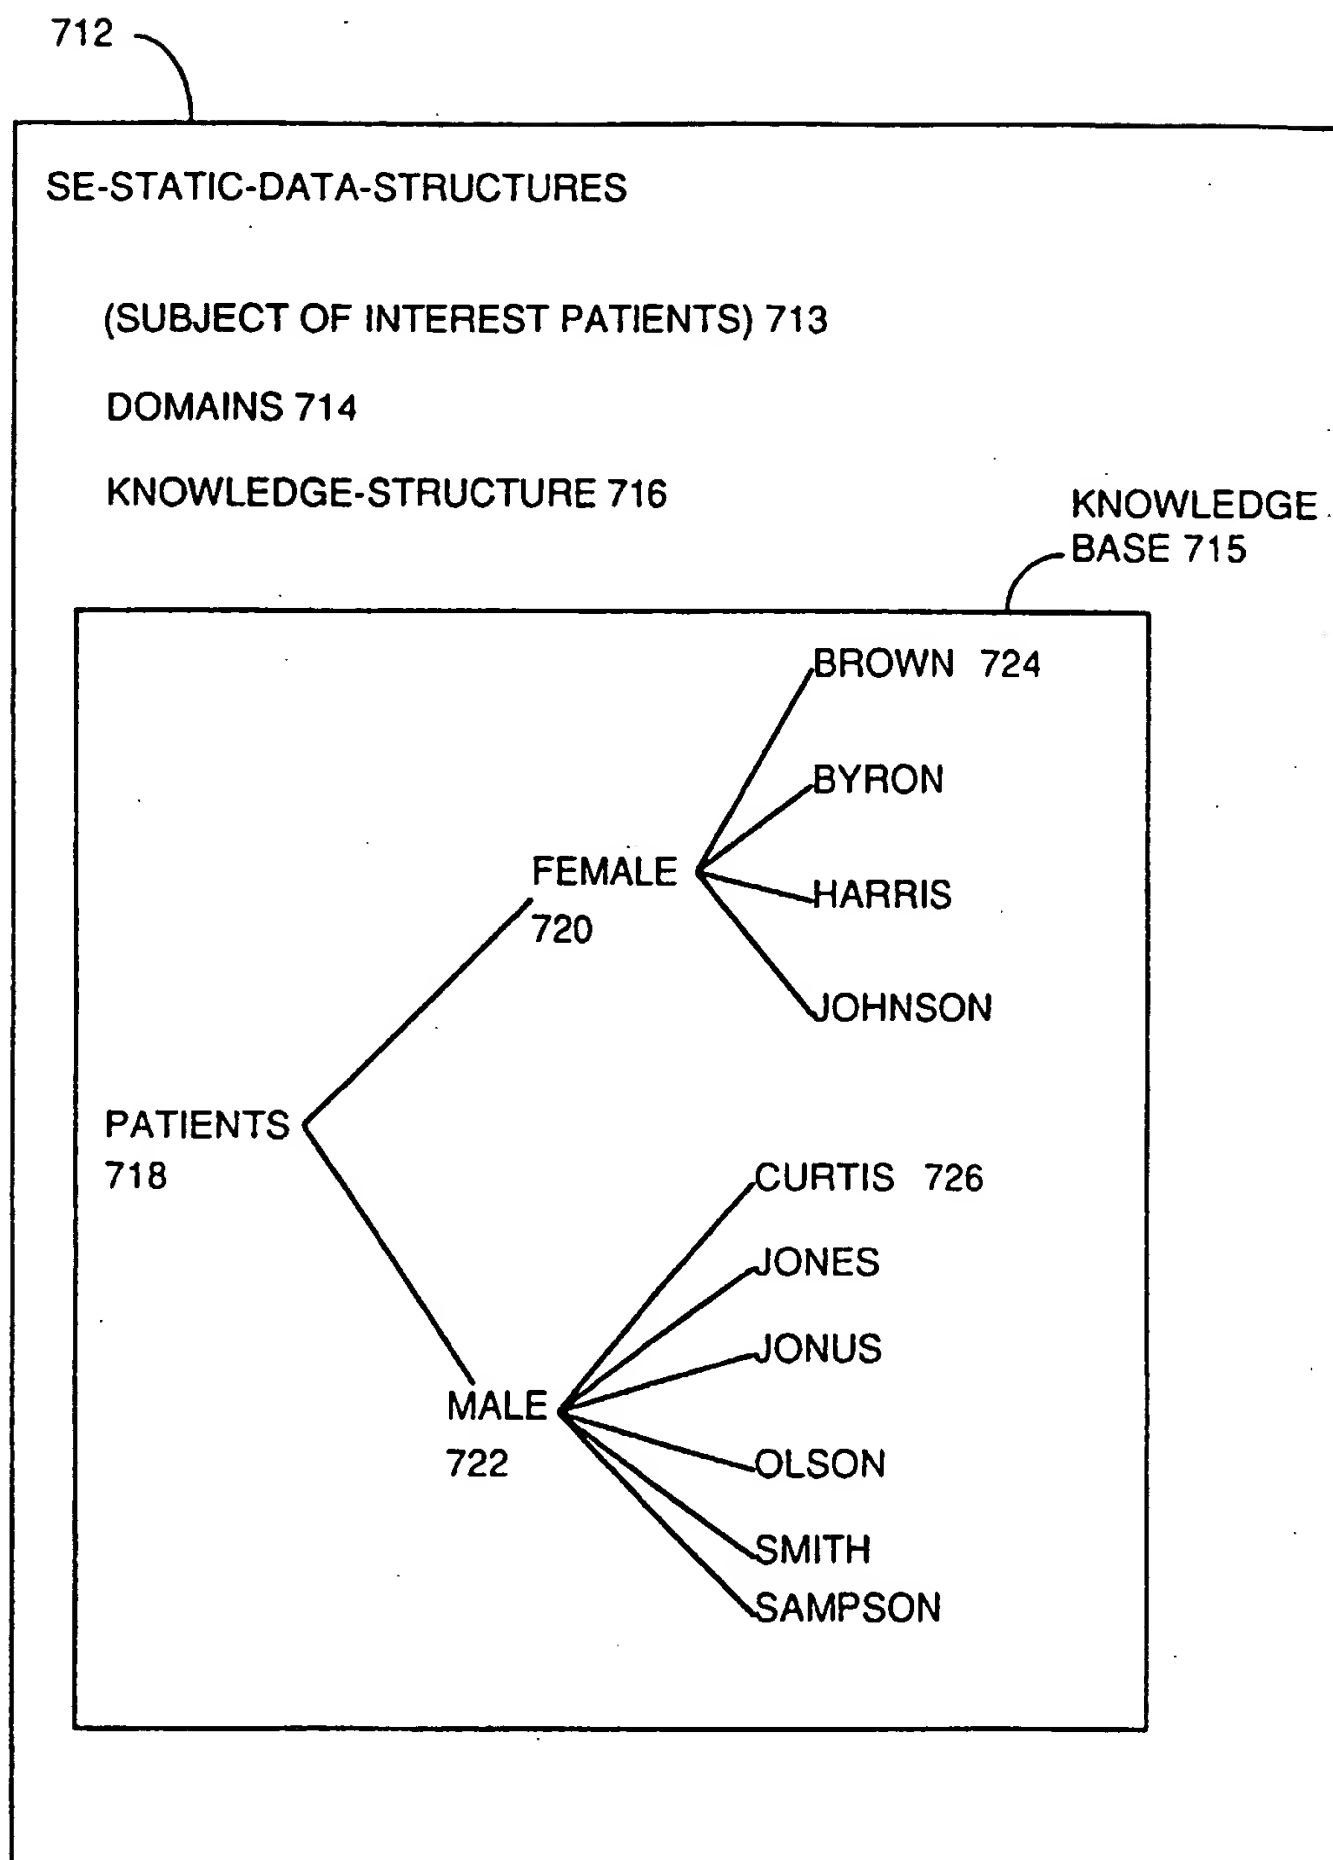 712
SE-STATIC-DATA-STRUCTURES
(SUBJECT OF INTEREST PATIENTS) 713
DOMAINS 714
KNOWLEDGE-STRUCTURE 716
KNOWLEDGE
BASE 715
BROWN 724
BYRON
FEMALE
720
HARRIS
JOHNSON
PATIENTS
718
CURTIS 726
JONES
JONUS
MALE
722
OLSON
SMITH
SAMPSON